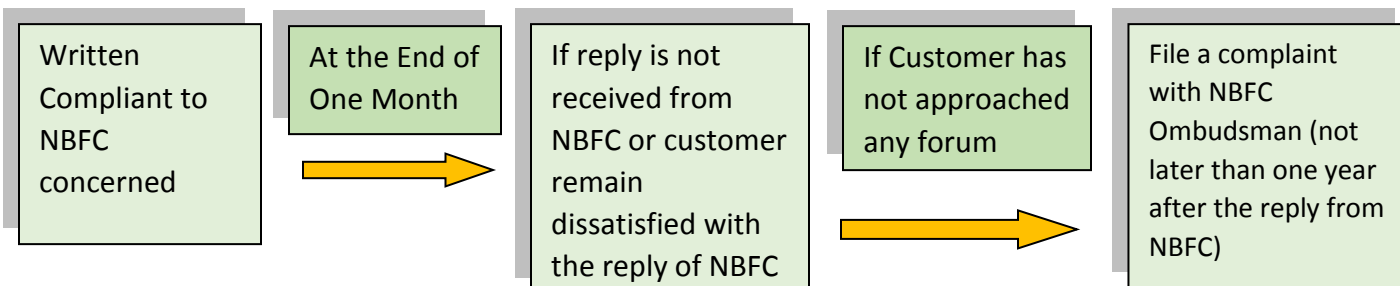 Written
Compliant to
NBFC
concerned
At the End of
One Month
If reply is not
received from
NBFC or customer
remain
dissatisfied with
the reply of NBFC
If Customer has
not approached
any forum
File a complaint
with NBFC
Ombudsman (not
later than one year
after the reply from
NBFC)